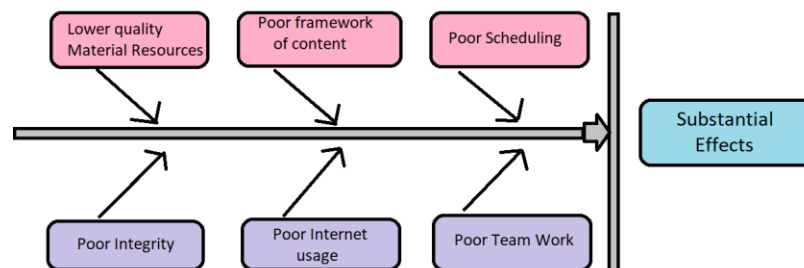 Lower quality
Material Resources
Poor framework
of content
Poor Scheduling
Substantial
Effects
Poor Integrity
Poor Internet
usage
Poor Team Work